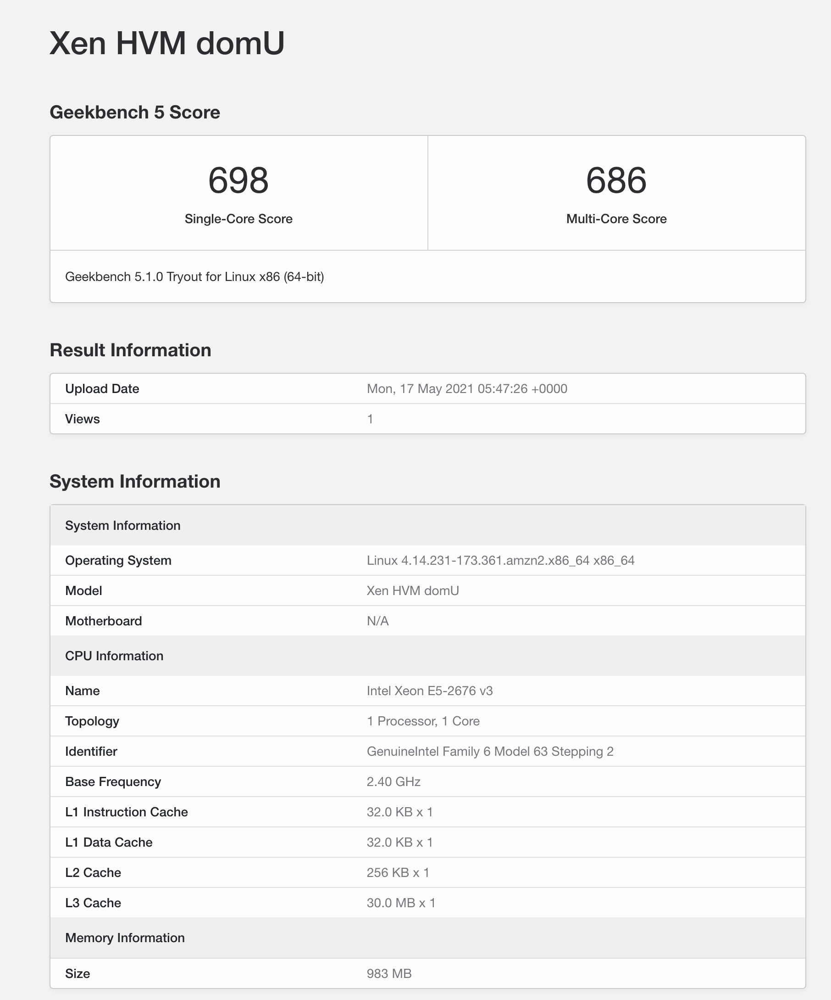 Xen HVM domU
Geekbench 5 Score
698
Single-Core Score
686
Multi-Core Score
Geekbench 5.1.0 Tryout for Linux x86 (64-bit)
Result Information
Upload Date Mon, 17 May 2021 05:47:26 +0000
Views 1
System Information
System Information
Operating System Linux 4.14.231-173.361.amzn2.x86_64 x86_64
Model Xen HVM domU
Motherboard N/A
CPU Information
Name Intel Xeon E5-2676 v3
Topology 1 Processor, 1 Core
Identifier GenuineIntel Family 6 Model 63 Stepping 2
Base Frequency 2.40 GHz
L1 Instruction Cache 32.0 KB x 1
L1 Data Cache 32.0 KB x 1
L2 Cache 256 KB x 1
L3 Cache 30.0 MB x 1
Memory Information
Size 983 MB